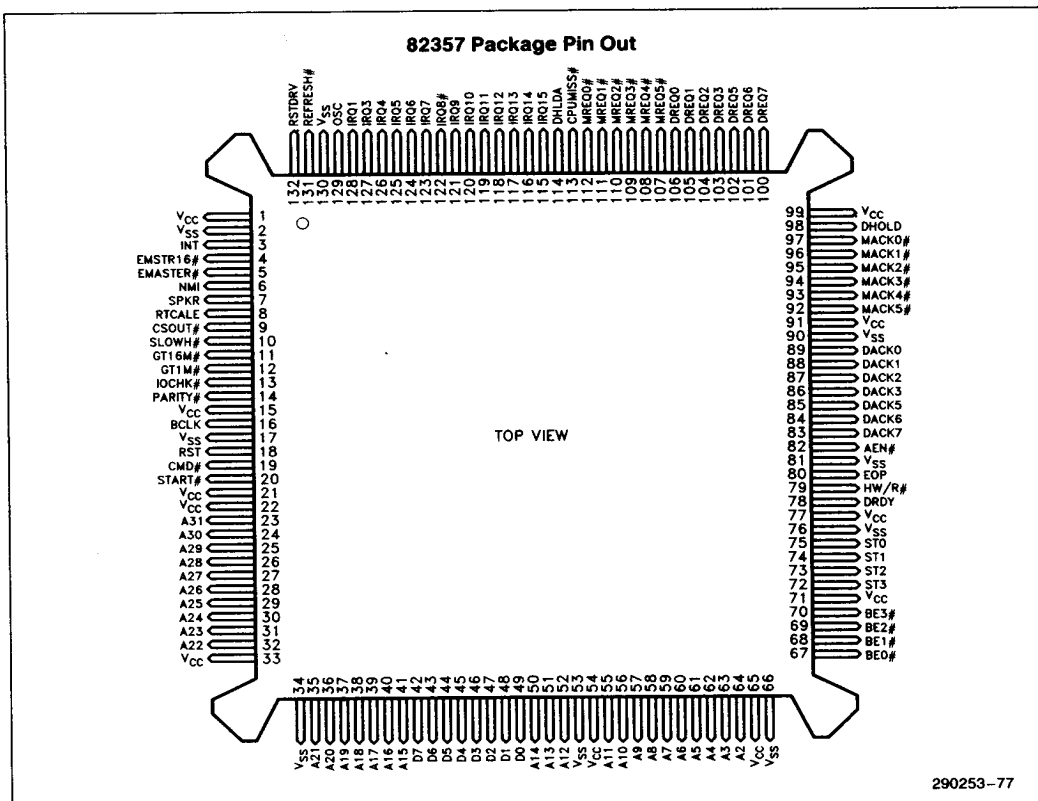 82357 Package Pin Out
RSTDRV
REFRESH#
VSS
OSC
IRQ1
IRQ3
IRQ4
IRQ5
IRQ6
IRQ7
IRQ8#
IRQ9
IRQ10
IRQ11
IRQ12
IRQ13
IRQ14
IRQ15
DHLDA
CPUMISS#
MREQ0#
MREQ1#
MREQ2#
MREQ3#
MREQ4#
MREQ5#
DREQ0
DREQ1
DREQ2
DREQ3
DREQ5
DREQ6
DREQ7
132
131
130
129
128
127
126
125
124
123
122
121
120
119
118
117
116
115
114
113
112
111
110
109
108
107
106
105
104
103
102
101
100
VCC 1
VSS 2
INT 3
EMSTR16# 4
EMASTER# 5
NMI 6
SPKR 7
RTCALE 8
CSOUT# 9
SLOWH# 10
GT16M# 11
GT1M# 12
IOCHK# 13
PARITY# 14
VCC 15
BCLK 16
VSS 17
RST 18
CMD# 19
START# 20
VCC 21
VCC 22
A31 23
A30 24
A29 25
A28 26
A27 27
A26 28
A25 29
A24 30
A23 31
A22 32
VCC 33
TOP VIEW
99 VCC
98 DHOLD
97 MACK0#
96 MACK1#
95 MACK2#
94 MACK3#
93 MACK4#
92 MACK5#
91 VCC
90 VSS
89 DACK0
88 DACK1
87 DACK2
86 DACK3
85 DACK5
84 DACK6
83 DACK7
82 AEN#
81 VSS
80 EOP
79 HW/R#
78 DRDY
77 VCC
76 VSS
75 ST0
74 ST1
73 ST2
72 ST3
71 VCC
70 BE3#
69 BE2#
68 BE1#
67 BE0#
34
35
36
37
38
39
40
41
42
43
44
45
46
47
48
49
50
51
52
53
54
55
56
57
58
59
60
61
62
63
64
65
66
VSS
A21
A20
A19
A18
A17
A16
A15
D7
D6
D5
D4
D3
D2
D1
D0
A14
A13
A12
VSS
VCC
A11
A10
A9
A8
A7
A6
A5
A4
A3
A2
VCC
VSS
290253-77